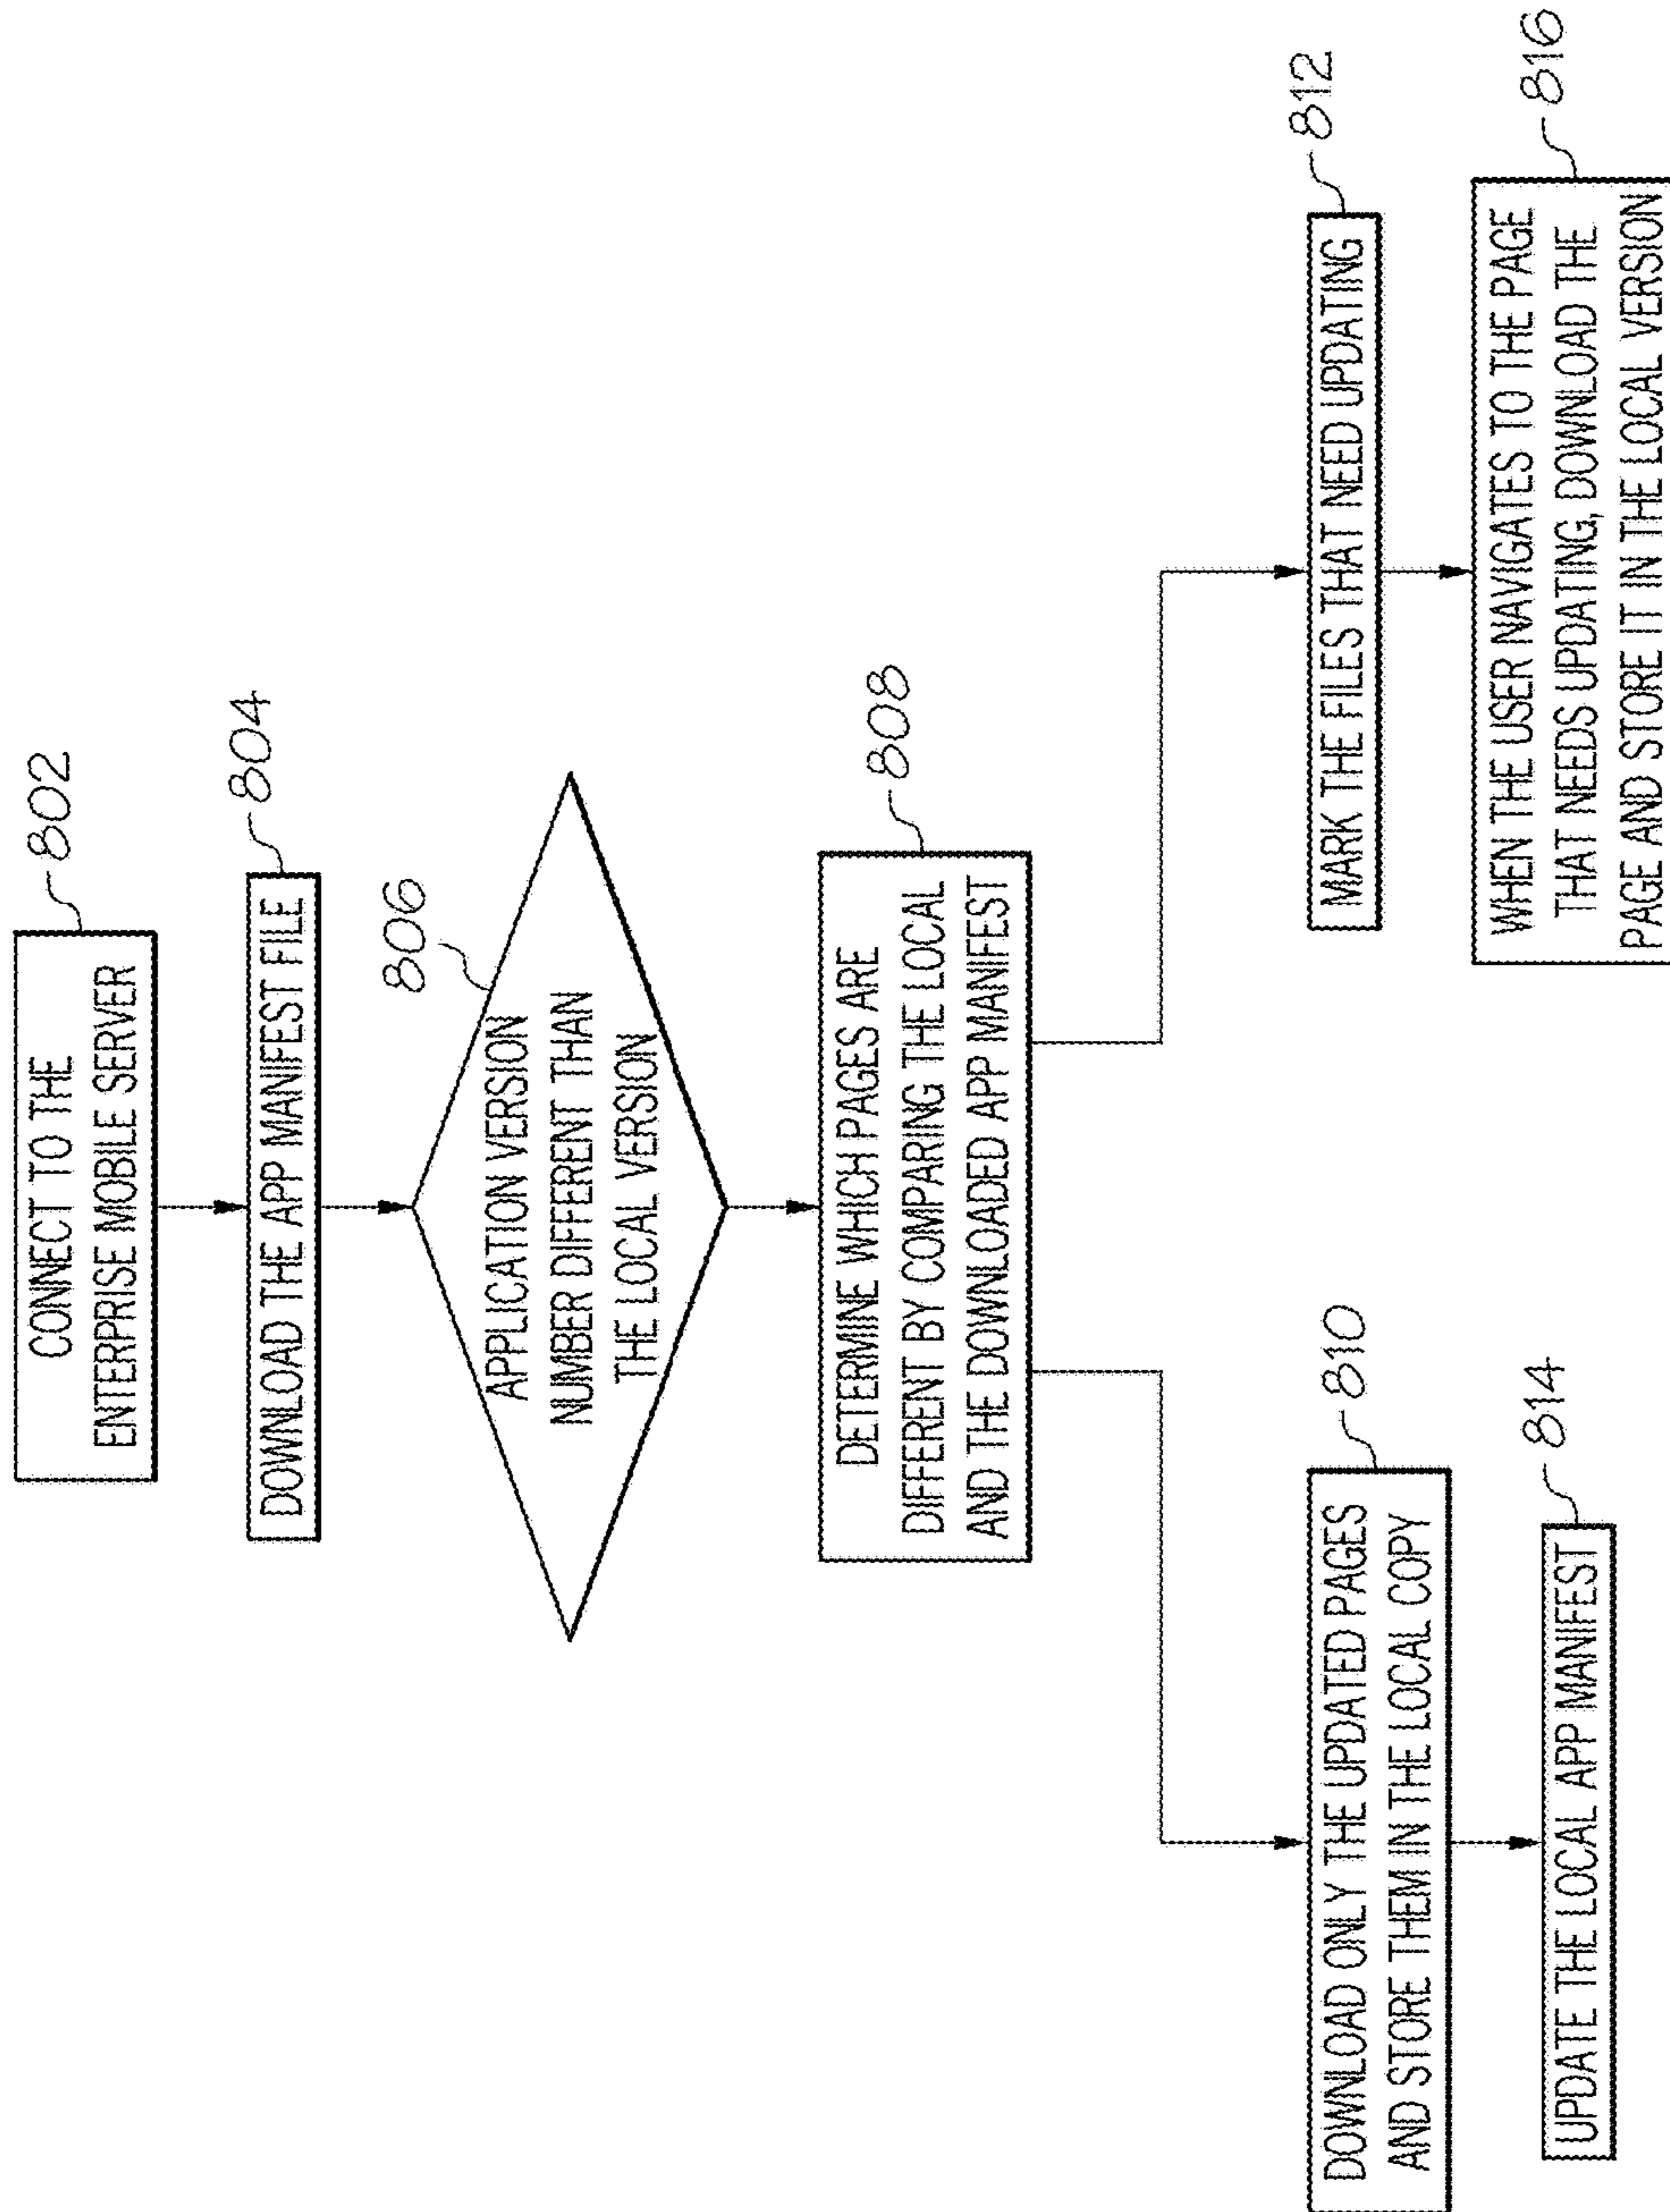 CONNECT TO THE
ENTERPRISE MOBILE SERVER
802
DOWNLOAD THE APP MANIFEST FILE
804
806
APPLICATION VERSION
NUMBER DIFFERENT THAN
THE LOCAL VERSION
DETERMINE WHICH PAGES ARE
DIFFERENT BY COMPARING THE LOCAL
AND THE DOWNLOADED APP MANIFEST
808
DOWNLOAD ONLY THE UPDATED PAGES
AND STORE THEM IN THE LOCAL COPY
810
UPDATE THE LOCAL APP MANIFEST
814
MARK THE FILES THAT NEED UPDATING
812
WHEN THE USER NAVIGATES TO THE PAGE
THAT NEEDS UPDATING, DOWNLOAD THE
PAGE AND STORE IT IN THE LOCAL VERSION
816